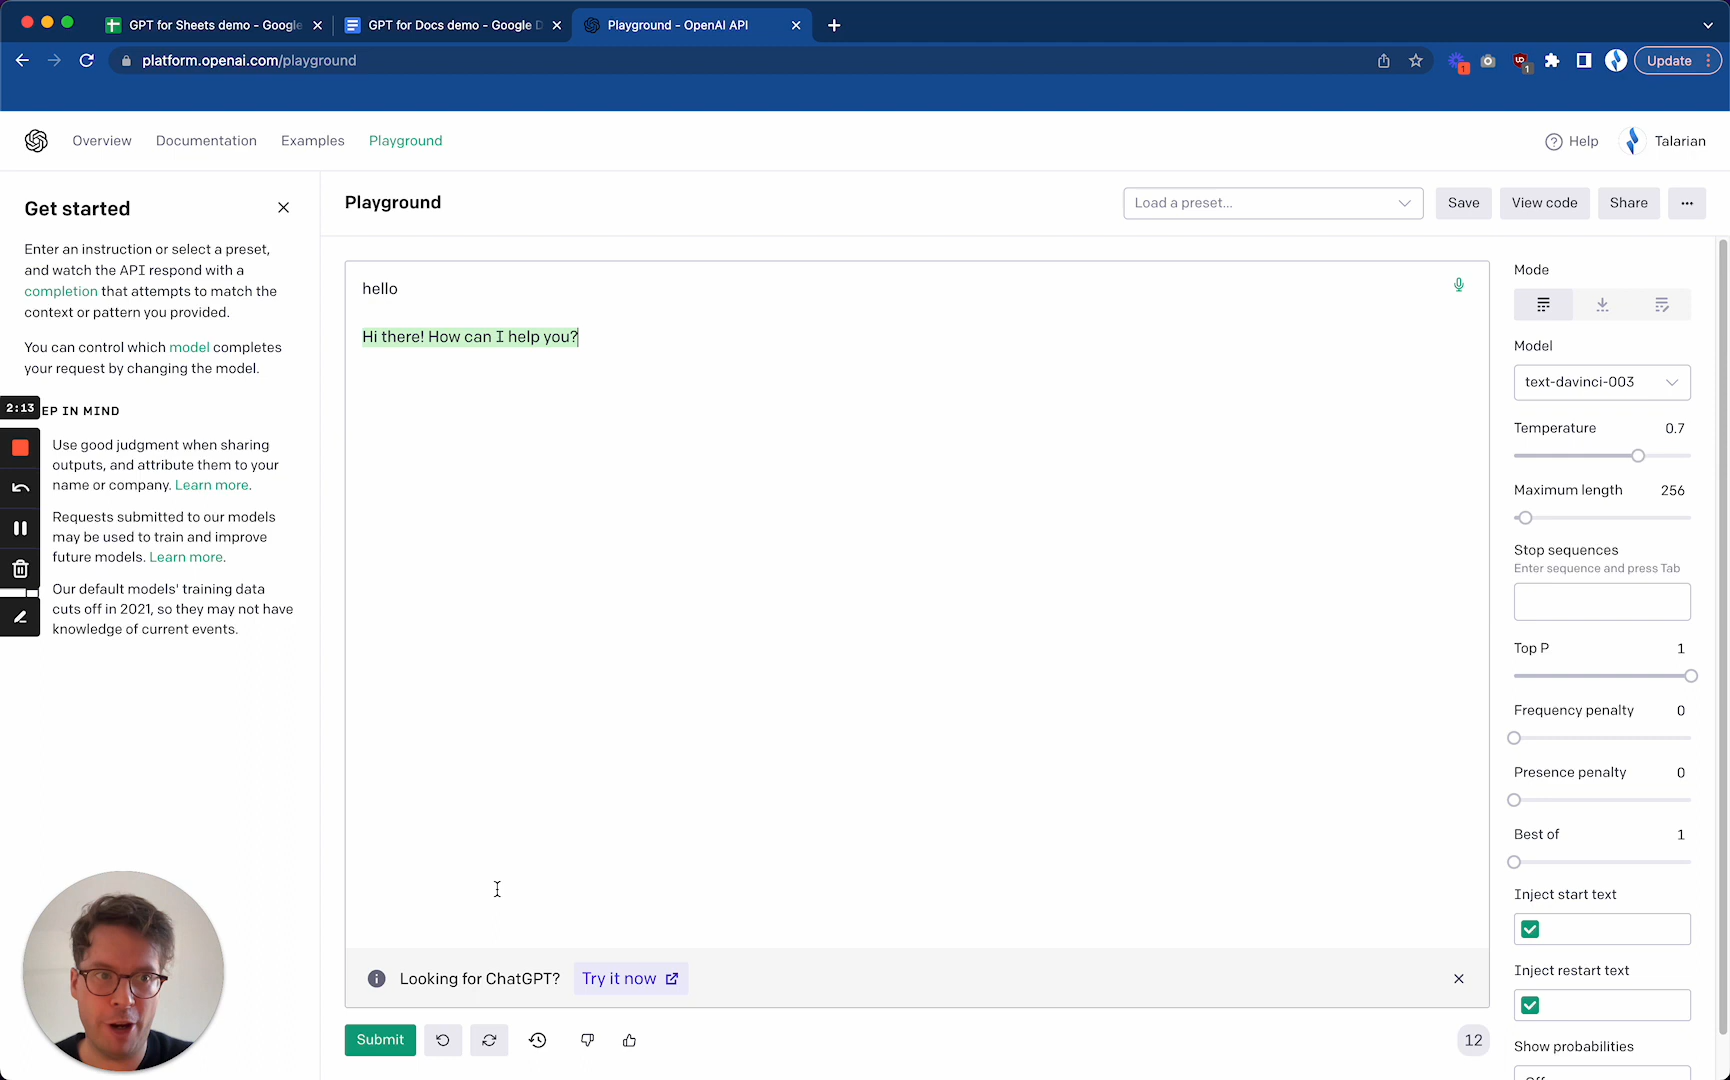 GPT for Sheets demo - Google
GPT for Docs demo - Google D
Playground - OpenAI API
platform.openai.com/playground
1
1
Update
Overview
Documentation
Examples
Playground
Help
Talarian
Get started
Enter an instruction or select a preset,
and watch the API respond with a
completion that attempts to match the
context or pattern you provided.
You can control which model completes
your request by changing the model.
2:13
EP IN MIND
Use good judgment when sharing
outputs, and attribute them to your
name or company. Learn more.
Requests submitted to our models
may be used to train and improve
future models. Learn more.
Our default models' training data
cuts off in 2021, so they may not have
knowledge of current events.
Playground
Load a preset...
Save
View code
Share
hello
Hi there! How can I help you?
Looking for ChatGPT?
Try it now
Submit
12
Mode
Model
text-davinci-003
Temperature 0.7
Maximum length 256
Stop sequences
Enter sequence and press Tab
Top P 1
Frequency penalty 0
Presence penalty 0
Best of 1
Inject start text
Inject restart text
Show probabilities